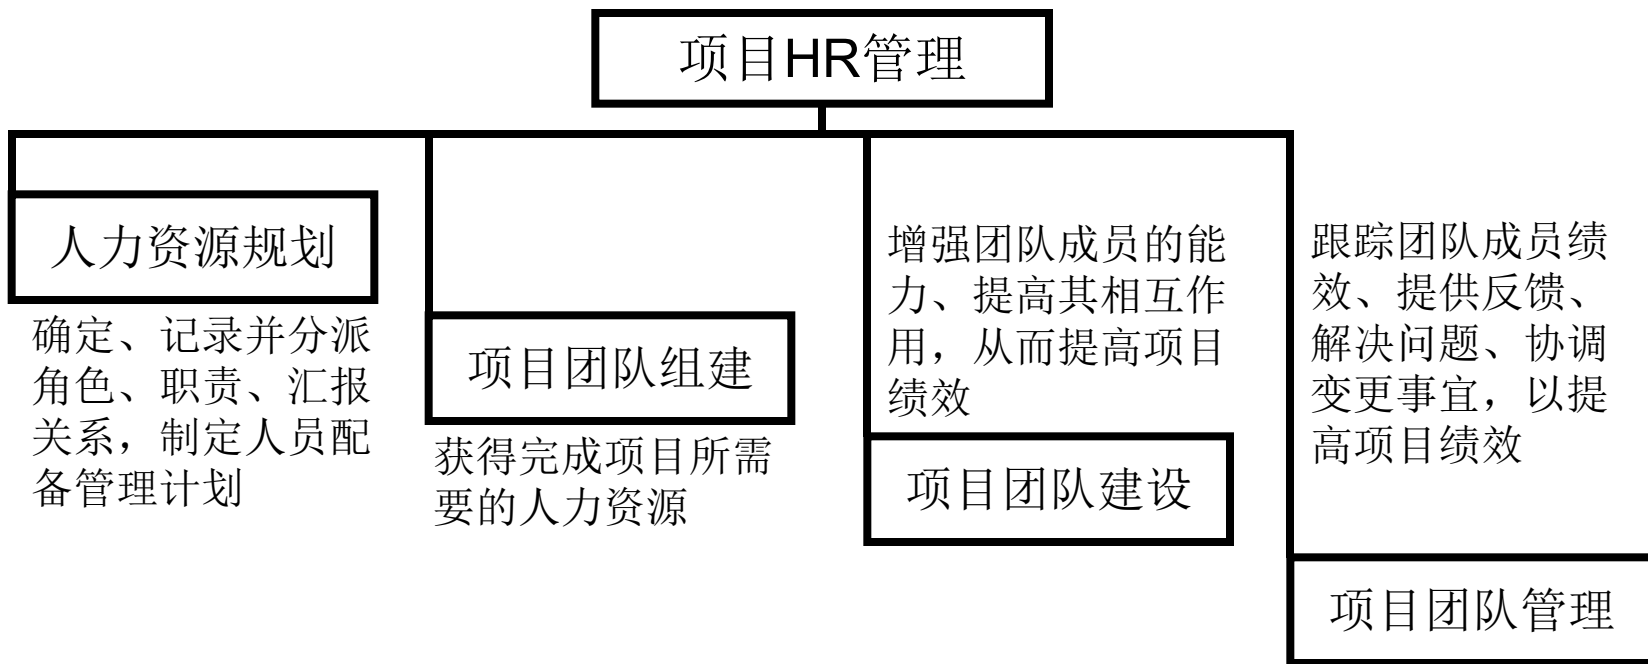 项目HR管理
人力资源规划
确定、记录并分派
角色、职责、汇报
关系，制定人员配
备管理计划
项目团队组建
获得完成项目所需
要的人力资源
增强团队成员的能
力、提高其相互作
用，从而提高项目
绩效
项目团队建设
跟踪团队成员绩
效、提供反馈、
解决问题、协调
变更事宜，以提
高项目绩效
项目团队管理